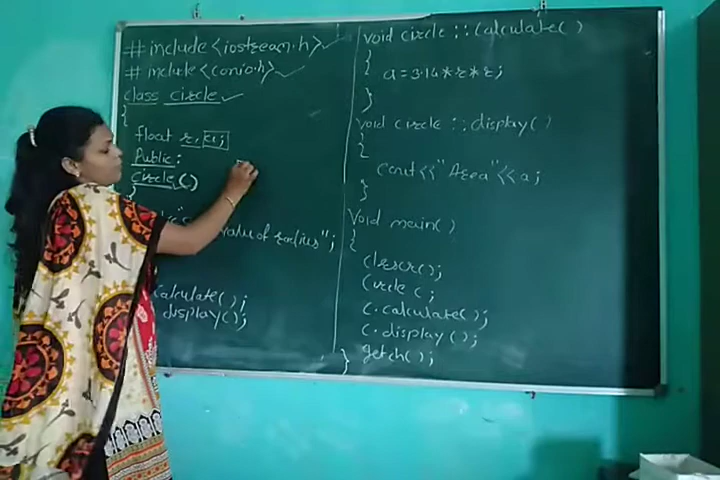 #include<iostream.h>
#include<conio.h>
class circle
{
float r, a;
Public:
circle()
value of radius";
calculate();
display();
void circle::Calculate()
{
a=3.14*r*r;
}
void circle::display()
{
cout<<"Area"<<a;
}
Void main()
{
clrscr();
Circle c;
c.calculate();
c.display();
getch();
}